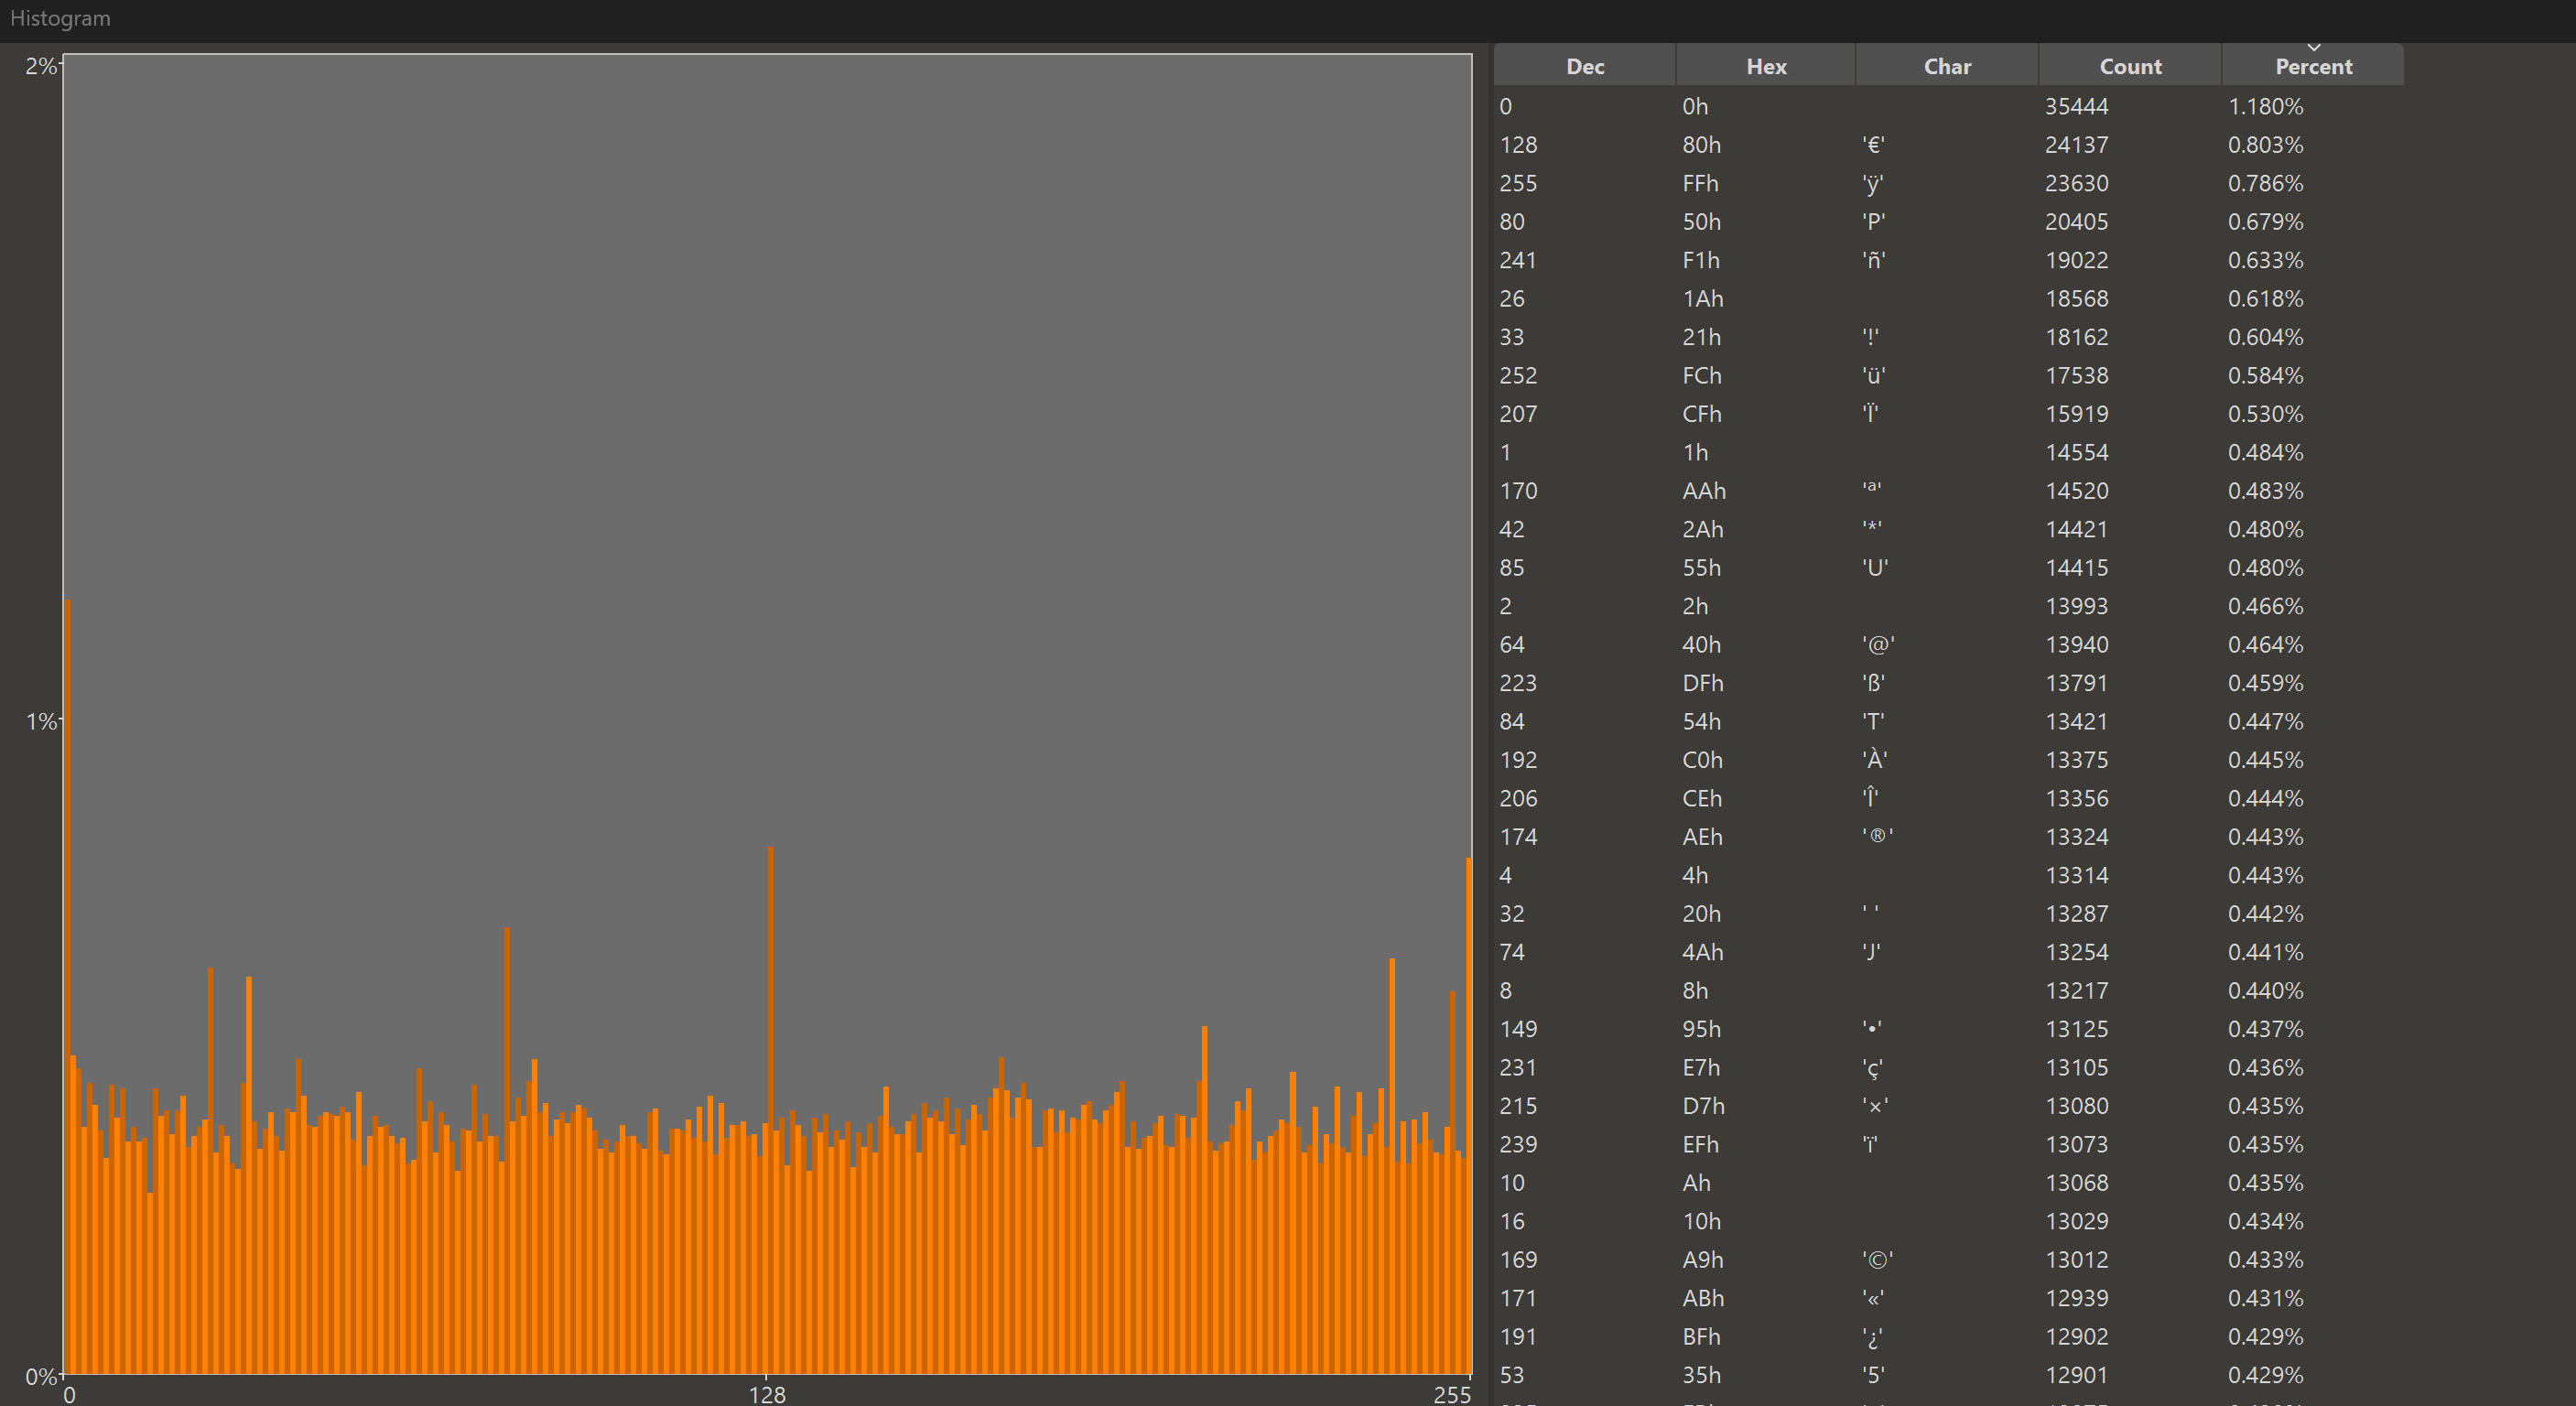 Histogram
2%
1%
0%
0 128 255
Dec Hex Char Count Percent
0 0h 35444 1.180%
128 80h '€' 24137 0.803%
255 FFh 'ÿ' 23630 0.786%
80 50h 'P' 20405 0.679%
241 F1h 'ñ' 19022 0.633%
26 1Ah 18568 0.618%
33 21h '!' 18162 0.604%
252 FCh 'ü' 17538 0.584%
207 CFh 'Ï' 15919 0.530%
1 1h 14554 0.484%
170 AAh 'ª' 14520 0.483%
42 2Ah '*' 14421 0.480%
85 55h 'U' 14415 0.480%
2 2h 13993 0.466%
64 40h '@' 13940 0.464%
223 DFh 'ß' 13791 0.459%
84 54h 'T' 13421 0.447%
192 C0h 'À' 13375 0.445%
206 CEh 'Î' 13356 0.444%
174 AEh '®' 13324 0.443%
4 4h 13314 0.443%
32 20h ' ' 13287 0.442%
74 4Ah 'J' 13254 0.441%
8 8h 13217 0.440%
149 95h '•' 13125 0.437%
231 E7h 'ç' 13105 0.436%
215 D7h '×' 13080 0.435%
239 EFh 'ï' 13073 0.435%
10 Ah 13068 0.435%
16 10h 13029 0.434%
169 A9h '©' 13012 0.433%
171 ABh '«' 12939 0.431%
191 BFh '¿' 12902 0.429%
53 35h '5' 12901 0.429%